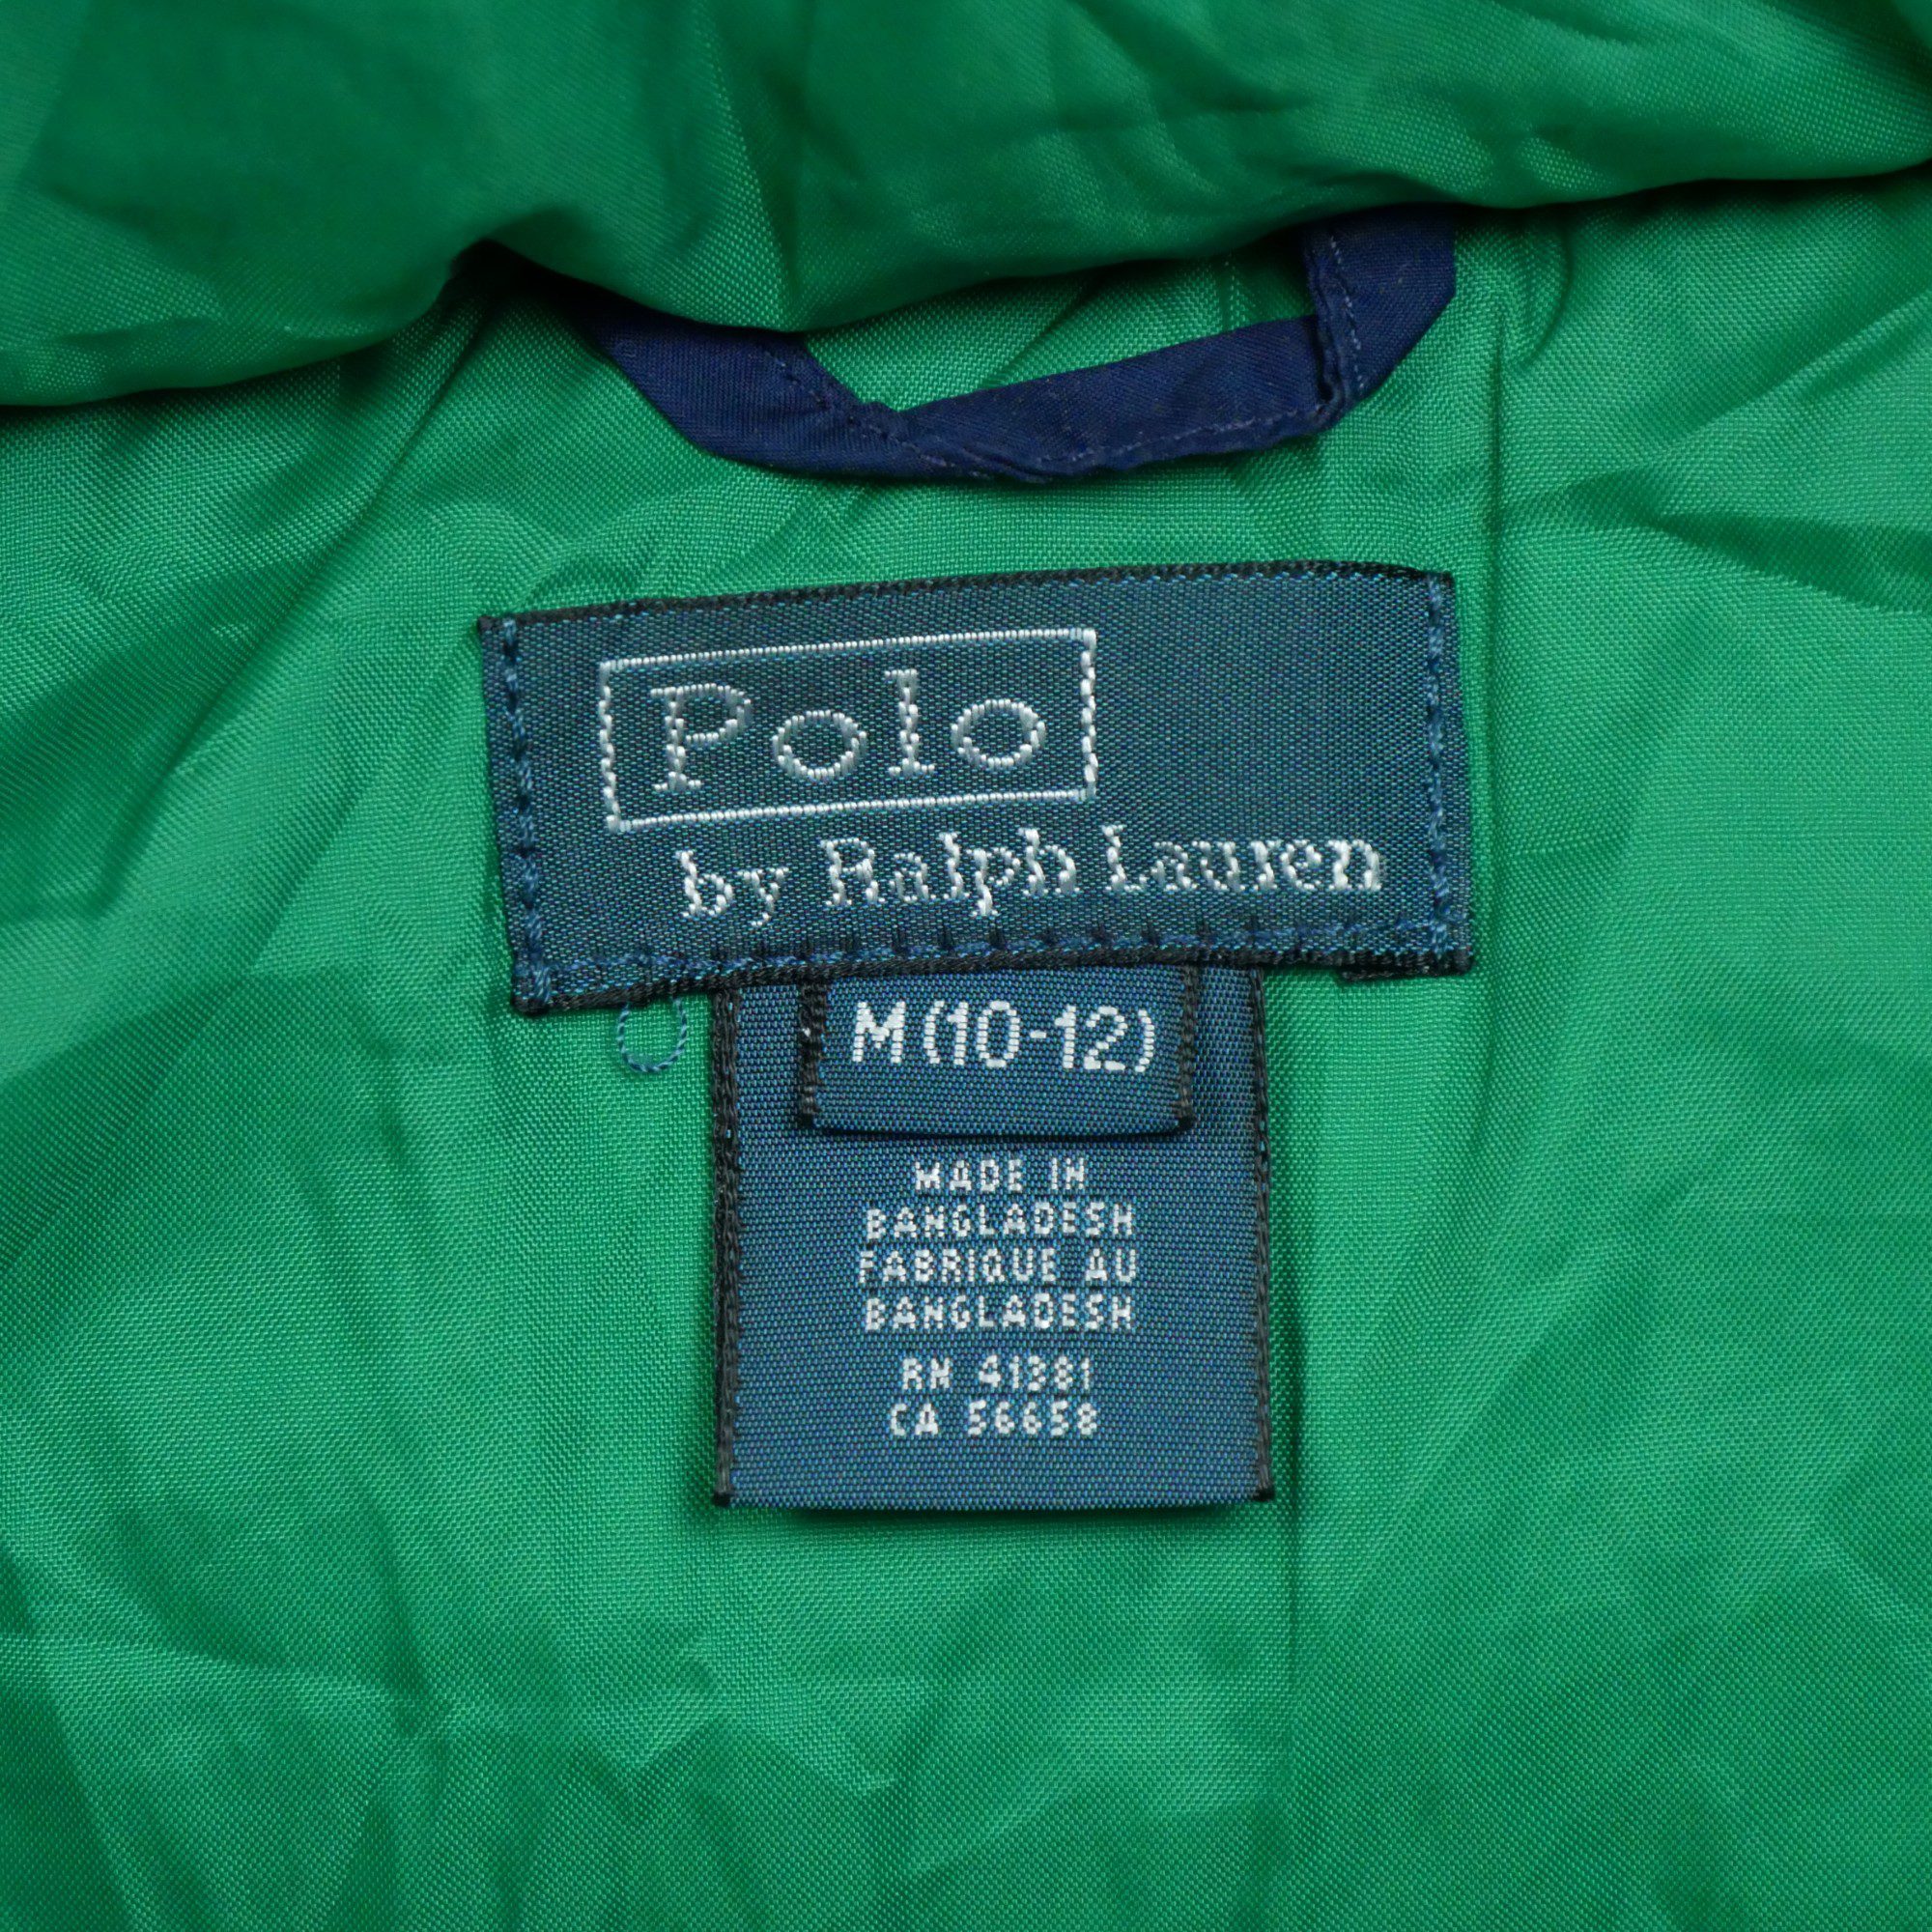 Polo
by Ralph Lauren
M (10-12)
MADE IN
BANGLADESH
FABRIQUE AU
BANGLADESH
RN 41381
CA 56658